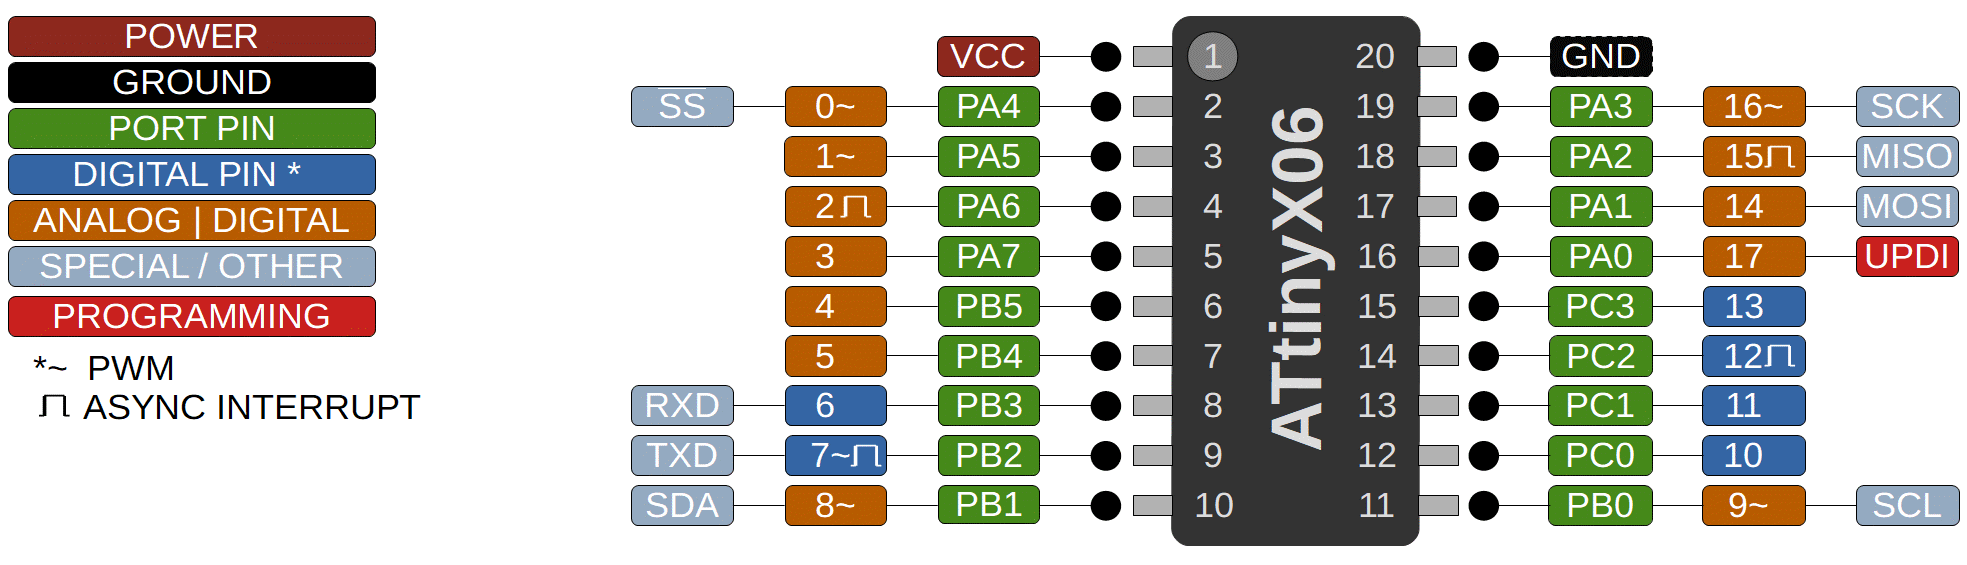 POWER
GROUND
PORT PIN
DIGITAL PIN *
ANALOG | DIGITAL
SPECIAL / OTHER
PROGRAMMING
*~ PWM
ASYNC INTERRUPT
VCC 1 20 GND
SS 0~ PA4 2 19 PA3 16~ SCK
1~ PA5 3 18 PA2 15 MISO
2 PA6 4 17 PA1 14 MOSI
3 PA7 5 16 PA0 17 UPDI
4 PB5 6 15 PC3 13
5 PB4 7 14 PC2 12
RXD 6 PB3 8 13 PC1 11
TXD 7~ PB2 9 12 PC0 10
SDA 8~ PB1 10 11 PB0 9~ SCL
ATtinyX06